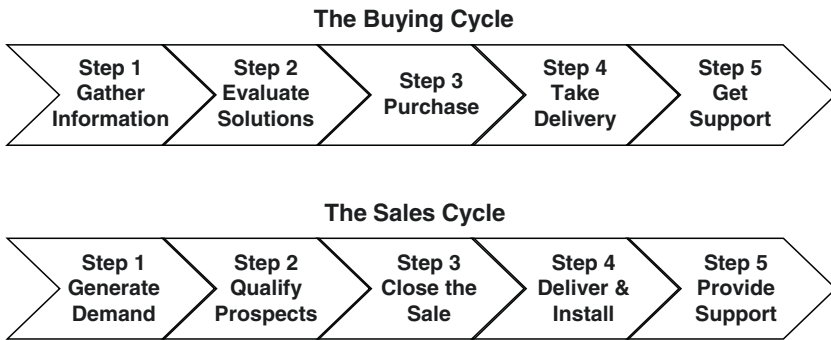 The Buying Cycle
Step 1
Gather
Information
Step 2
Evaluate
Solutions
Step 3
Purchase
Step 4
Take
Delivery
Step 5
Get
Support
The Sales Cycle
Step 1
Generate
Demand
Step 2
Qualify
Prospects
Step 3
Close the
Sale
Step 4
Deliver &
Install
Step 5
Provide
Support